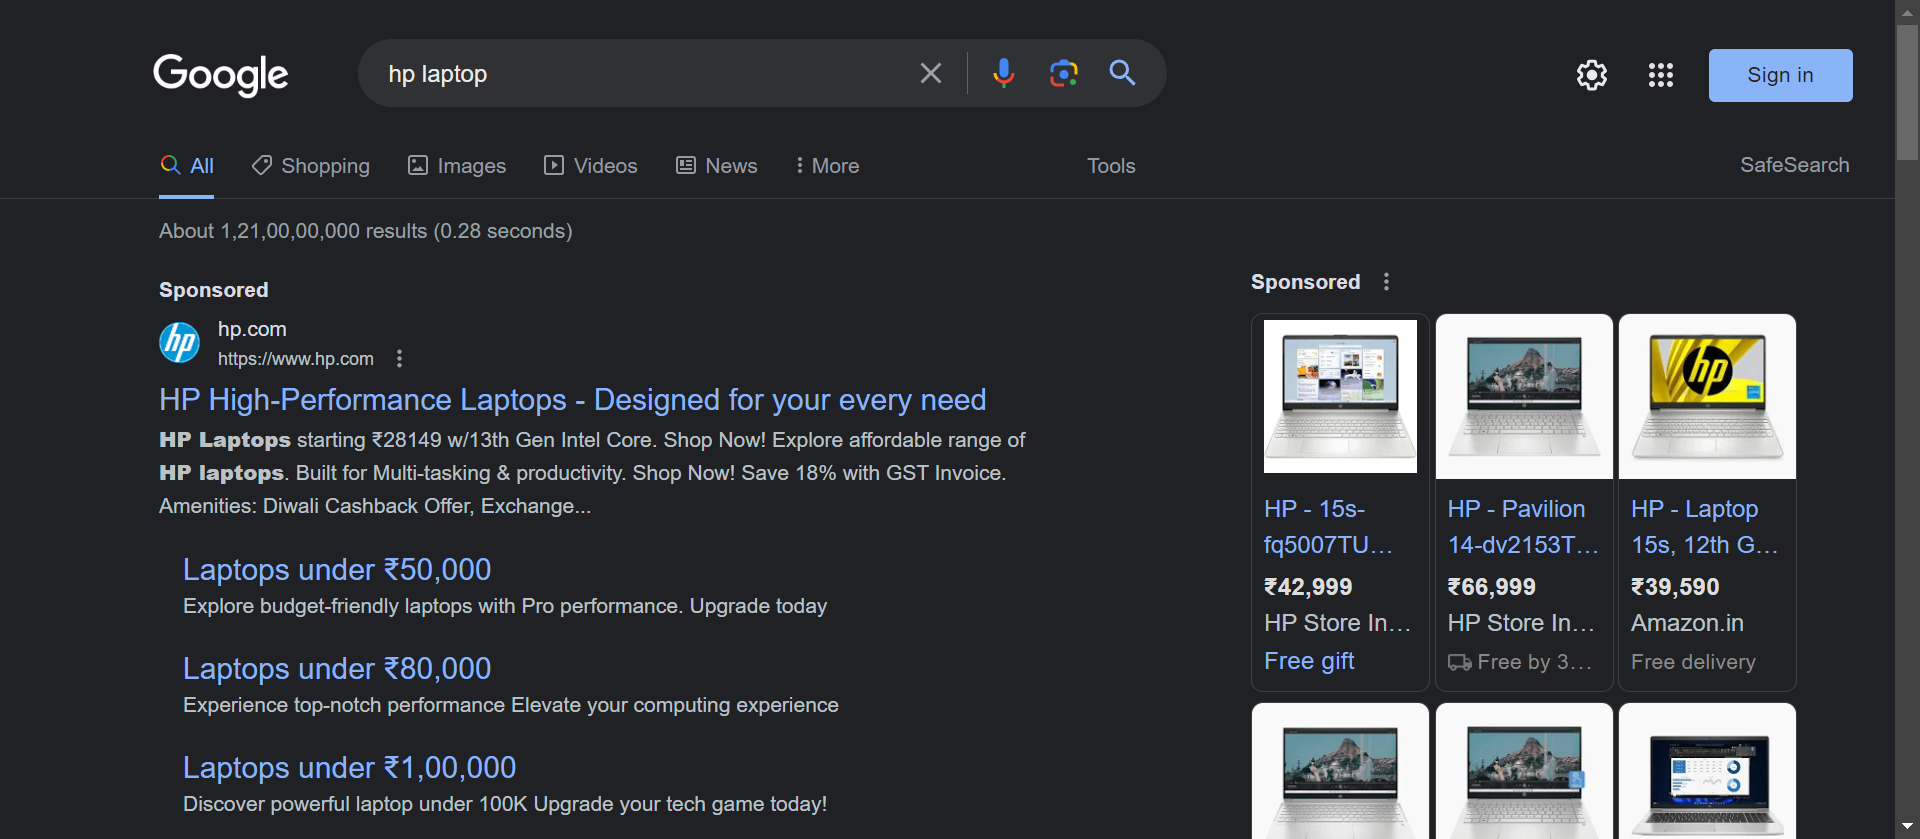 Google
hp laptop
Sign in
All
Shopping
Images
Videos
News
More
Tools
SafeSearch
About 1,21,00,00,000 results (0.28 seconds)
Sponsored
hp
hp.com
https://www.hp.com
HP High-Performance Laptops - Designed for your every need
HP Laptops starting ₹28149 w/13th Gen Intel Core. Shop Now! Explore affordable range of
HP laptops. Built for Multi-tasking & productivity. Shop Now! Save 18% with GST Invoice.
Amenities: Diwali Cashback Offer, Exchange...
Laptops under ₹50,000
Explore budget-friendly laptops with Pro performance. Upgrade today
Laptops under ₹80,000
Experience top-notch performance Elevate your computing experience
Laptops under ₹1,00,000
Discover powerful laptop under 100K Upgrade your tech game today!
Sponsored
HP - 15s-
fq5007TU...
₹42,999
HP Store In...
Free gift
HP - Pavilion
14-dv2153T...
₹66,999
HP Store In...
Free by 3...
hp
HP - Laptop
15s, 12th G...
₹39,590
Amazon.in
Free delivery